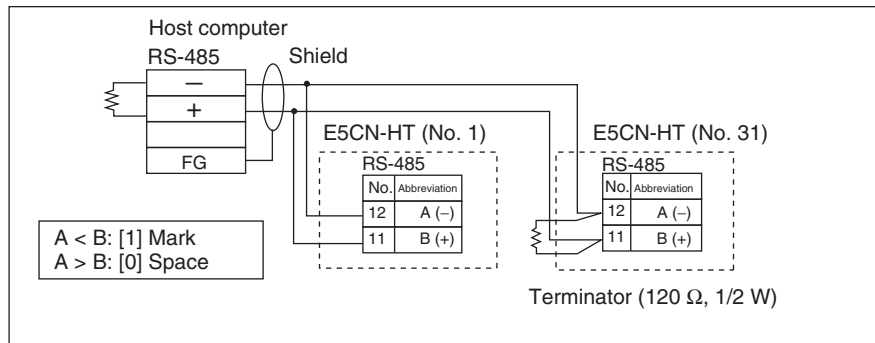 Host computer
RS-485
Shield
−
+
FG
E5CN-HT (No. 1)
RS-485
No. Abbreviation
12 A (−)
11 B (+)
E5CN-HT (No. 31)
RS-485
No. Abbreviation
12 A (−)
11 B (+)
A < B: [1] Mark
A > B: [0] Space
Terminator (120 Ω, 1/2 W)